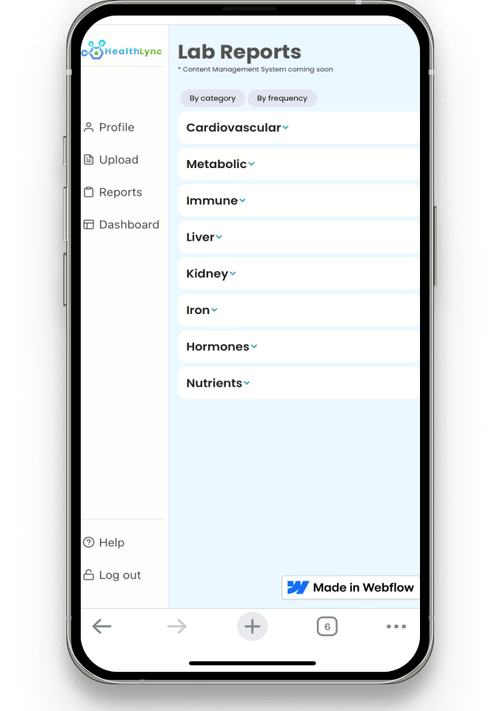 HealthLync
Profile
Upload
Reports
Dashboard
Help
Log out
Lab Reports
* Content Management System coming soon
By category
By frequency
Cardiovascular
Metabolic
Immune
Liver
Kidney
Iron
Hormones
Nutrients
Made in Webflow
6